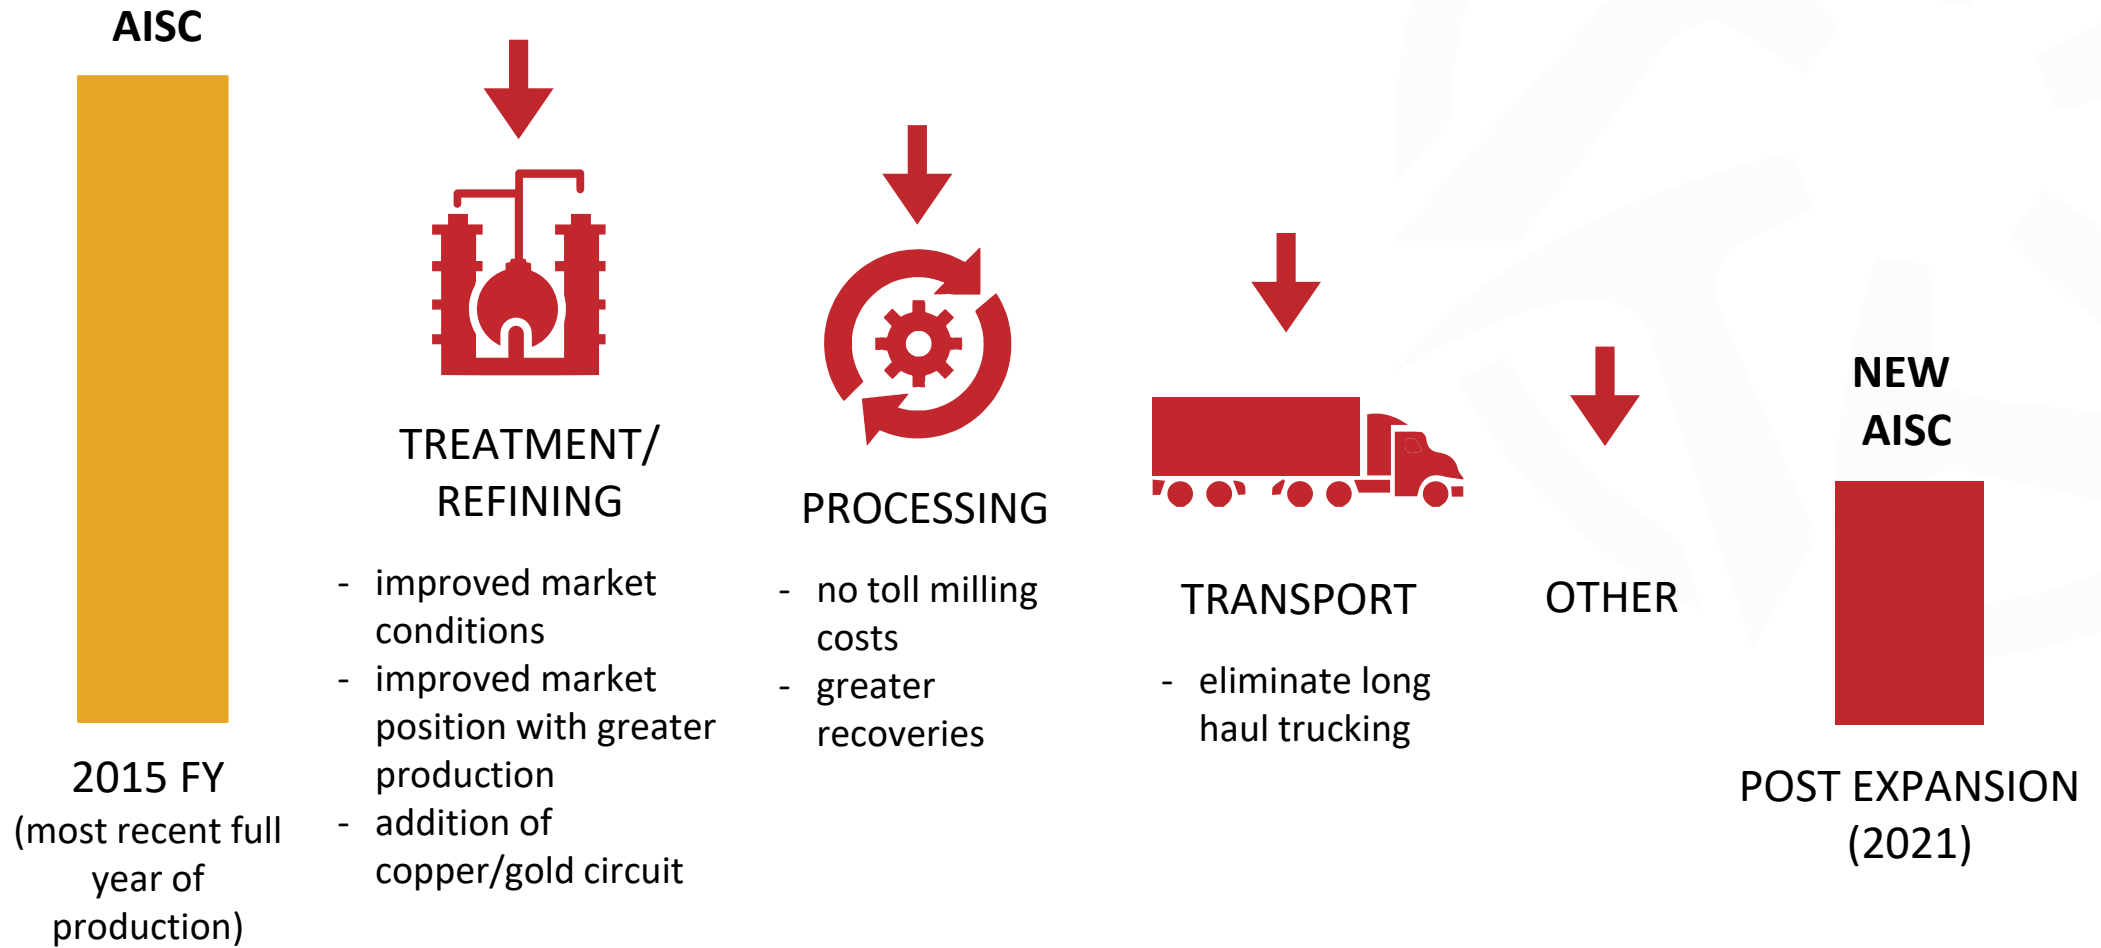 AISC
2015 FY
(most recent full
year of
production)
TREATMENT/
REFINING
- improved market
conditions
- improved market
position with greater
production
- addition of
copper/gold circuit
PROCESSING
- no toll milling
costs
- greater
recoveries
TRANSPORT
- eliminate long
haul trucking
OTHER
NEW
AISC
POST EXPANSION
(2021)